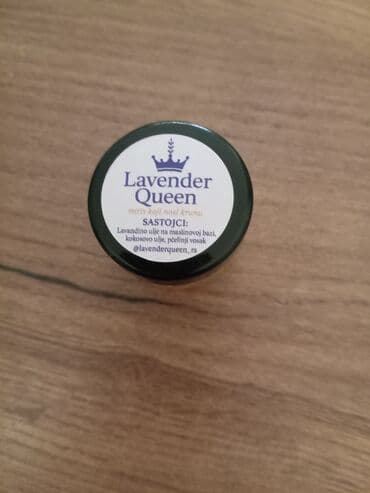 Lavender
Queen
miris koji nosi krunu
SASTOJCI:
Lavandino ulje na maslinovoj bazi,
kokosovo ulje, pčelinji vosak
@lavenderqueen_rs